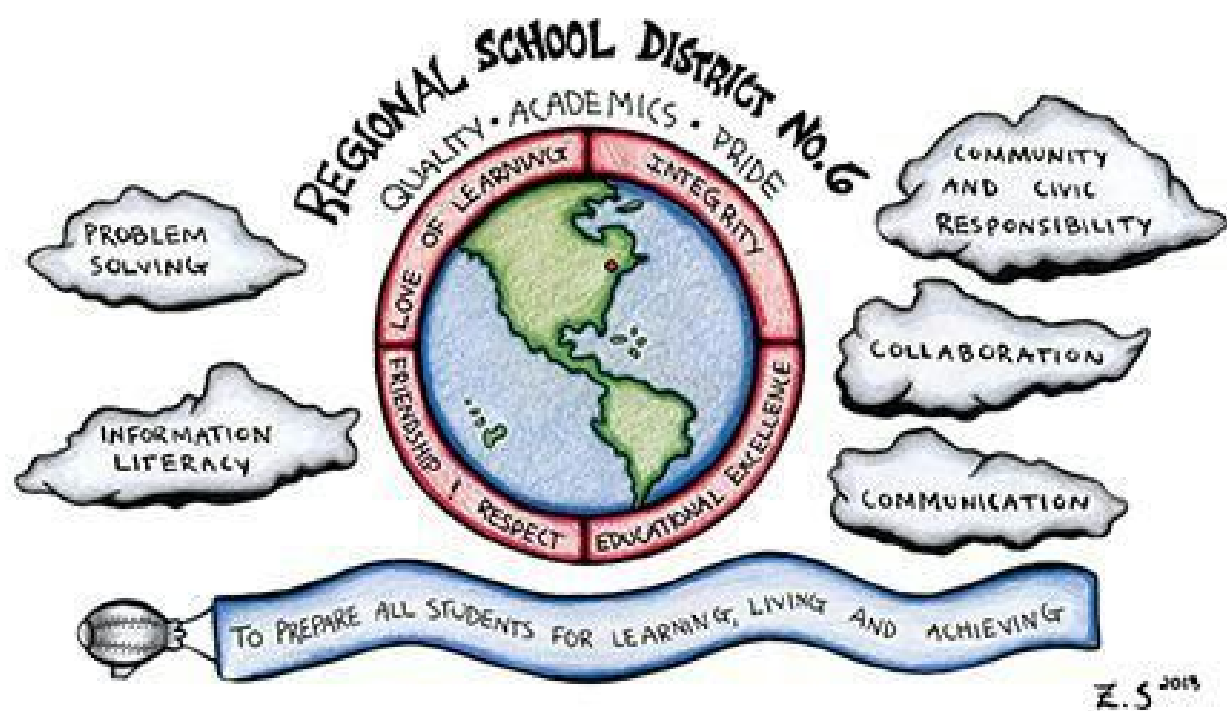 REGIONAL SCHOOL DISTRICT NO.6
QUALITY • ACADEMICS • PRIDE
LOVE OF LEARNING
INTEGRITY
FRIENDSHIP
RESPECT
EDUCATIONAL EXCELLENCE
PROBLEM
SOLVING
INFORMATION
LITERACY
COMMUNITY
AND CIVIC
RESPONSIBILITY
COLLABORATION
COMMUNICATION
TO PREPARE ALL STUDENTS FOR LEARNING, LIVING AND ACHIEVING
Z.S 2013